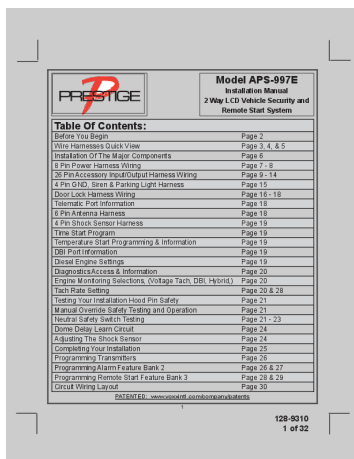 PRESTIGE
Model APS-997E
Installation Manual
2 Way LCD Vehicle Security and
Remote Start System
Table Of Contents:
Before You Begin Page 2
Wire Harnesses Quick View Page 3, 4, & 5
Installation Of The Major Components Page 6
8 Pin Power Harness Wiring Page 7 - 8
26 Pin Accessory Input/Output Harness Wiring Page 9 - 14
4 Pin GND, Siren & Parking Light Harness Page 15
Door Lock Harness Wiring Page 16 - 18
Telematic Port Information Page 18
6 Pin Antenna Harness Page 18
4 Pin Shock Sensor Harness Page 19
Time Start Program Page 19
Temperature Start Programming & Information Page 19
DBI Port Information Page 19
Diesel Engine Settings Page 19
Diagnostics Access & Information Page 20
Engine Monitoring Selections, (Voltage Tach, DBI, Hybrid,) Page 20
Tach Rate Setting Page 20 & 28
Testing Your Installation Hood Pin Safety Page 21
Manual Override Safety Testing and Operation Page 21
Neutral Safety Switch Testing Page 21 - 23
Dome Delay Learn Circuit Page 24
Adjusting The Shock Sensor Page 24
Completing Your Installation Page 25
Programming Transmitters Page 26
Programming Alarm Feature Bank 2 Page 26 & 27
Programming Remote Start Feature Bank 3 Page 28 & 29
Circuit Wiring Layout Page 30
PATENTED: www.voxxintl.com/company/patents
1
128-9310
1 of 32